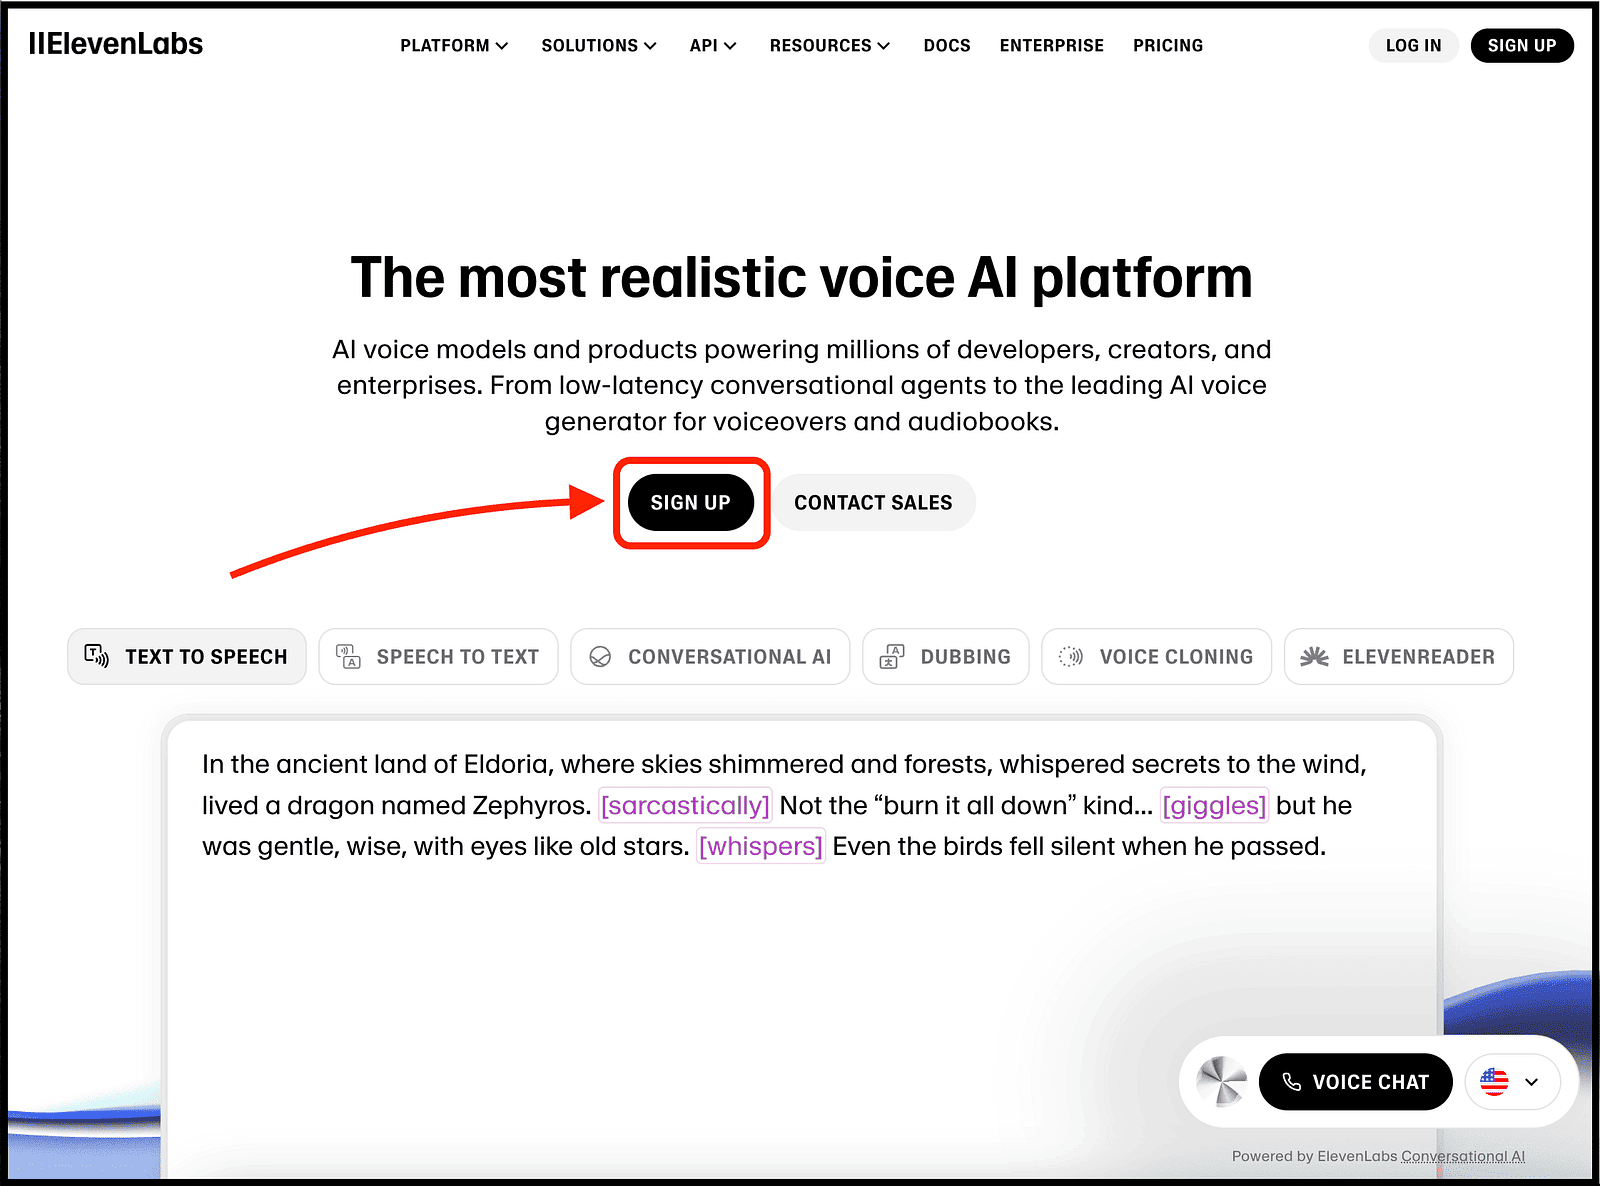 IIElevenLabs
PLATFORM
SOLUTIONS
API
RESOURCES
DOCS
ENTERPRISE
PRICING
LOG IN
SIGN UP
The most realistic voice AI platform
AI voice models and products powering millions of developers, creators, and
enterprises. From low-latency conversational agents to the leading AI voice
generator for voiceovers and audiobooks.
SIGN UP
CONTACT SALES
TEXT TO SPEECH
SPEECH TO TEXT
CONVERSATIONAL AI
DUBBING
VOICE CLONING
ELEVENREADER
In the ancient land of Eldoria, where skies shimmered and forests, whispered secrets to the wind,
lived a dragon named Zephyros. [sarcastically] Not the “burn it all down” kind... [giggles] but he
was gentle, wise, with eyes like old stars. [whispers] Even the birds fell silent when he passed.
VOICE CHAT
Powered by ElevenLabs Conversational AI